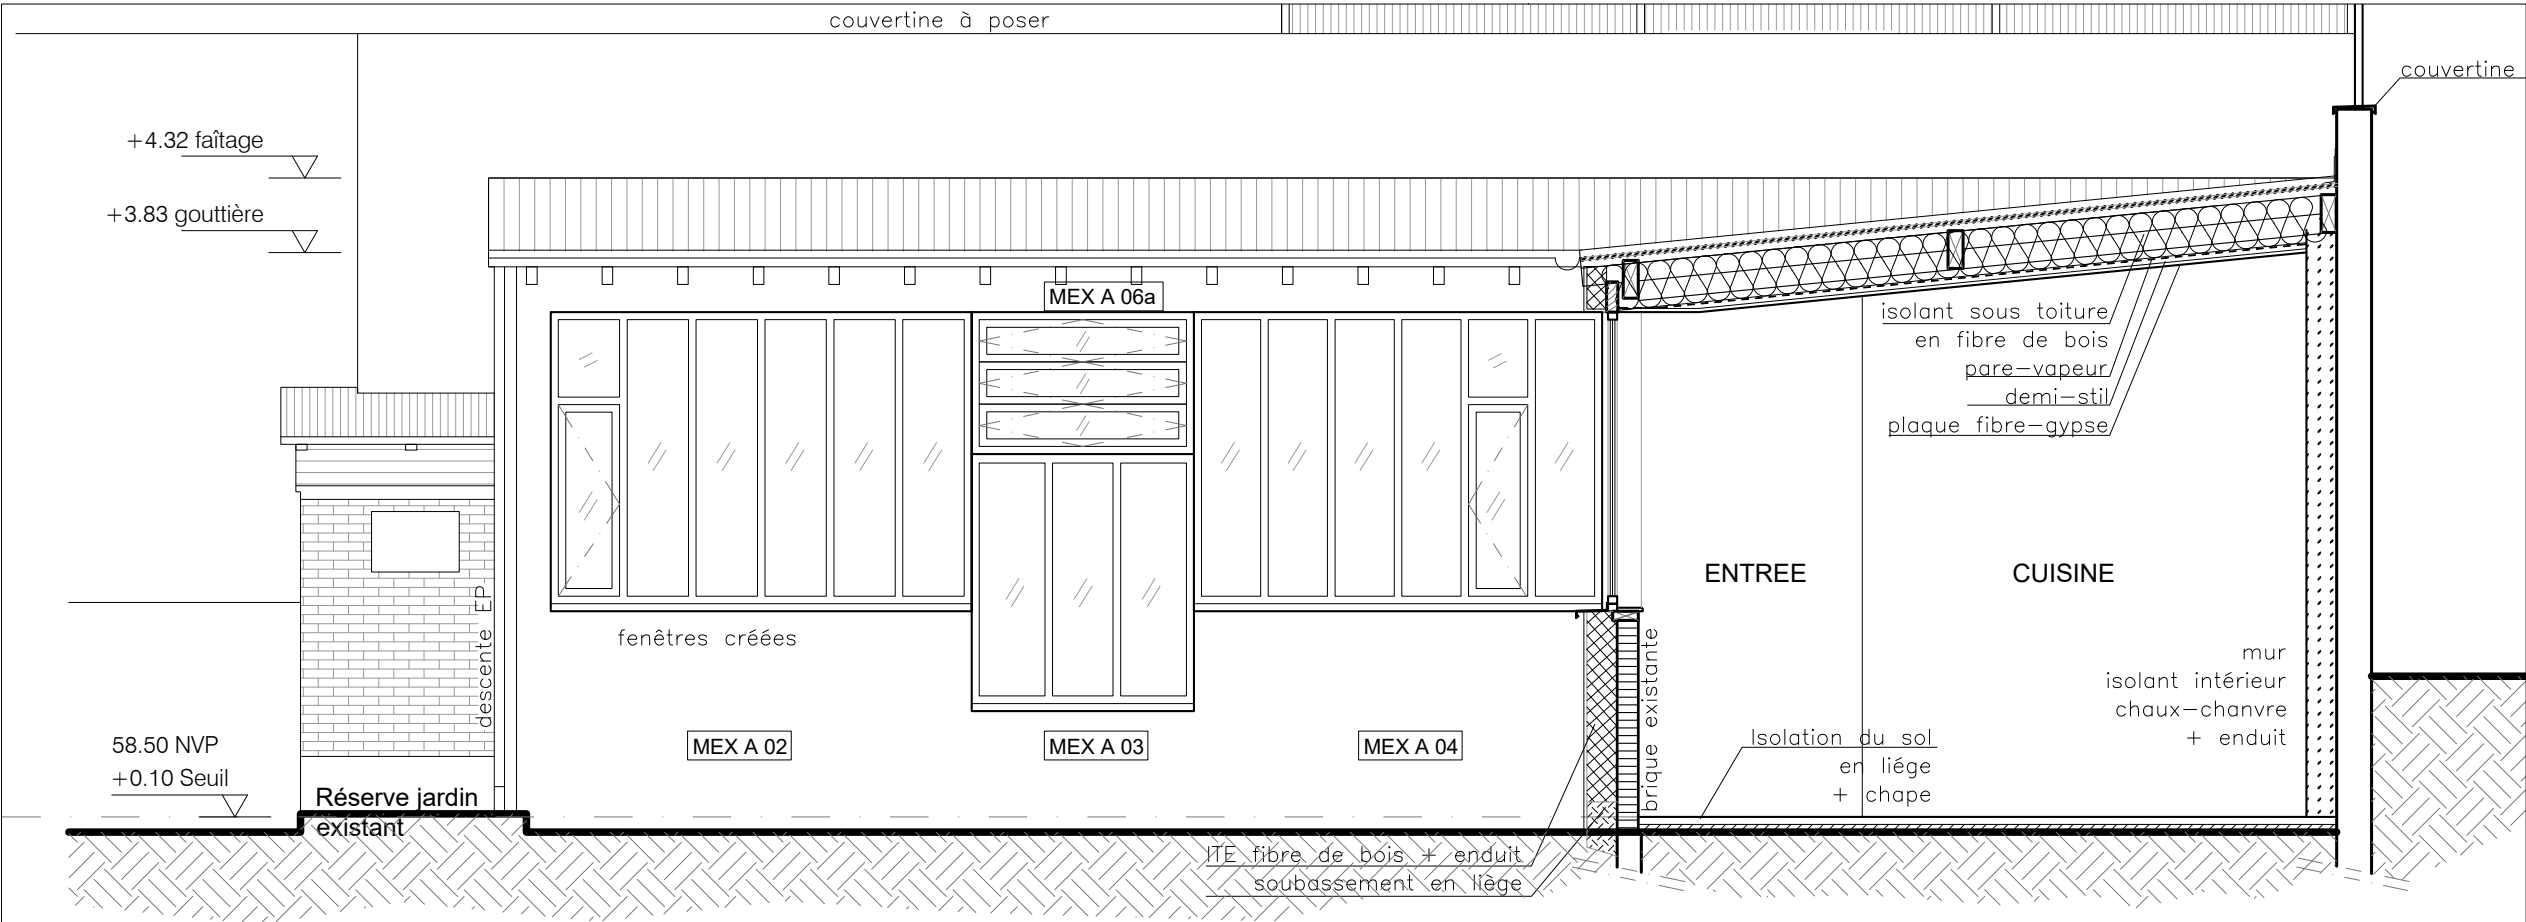 couvertine à poser
couvertine
+4.32 faîtage
+3.83 gouttière
MEX A 06a
isolant sous toiture
en fibre de bois
pare-vapeur
demi-stil
plaque fibre-gypse
ENTREE
CUISINE
descente EP
fenêtres créées
brique existante
mur
isolant intérieur
chaux-chanvre
+ enduit
MEX A 02
MEX A 03
MEX A 04
Isolation du sol
en liége
+ chape
58.50 NVP
+0.10 Seuil
Réserve jardin
existant
ITE fibre de bois + enduit
soubassement en liège